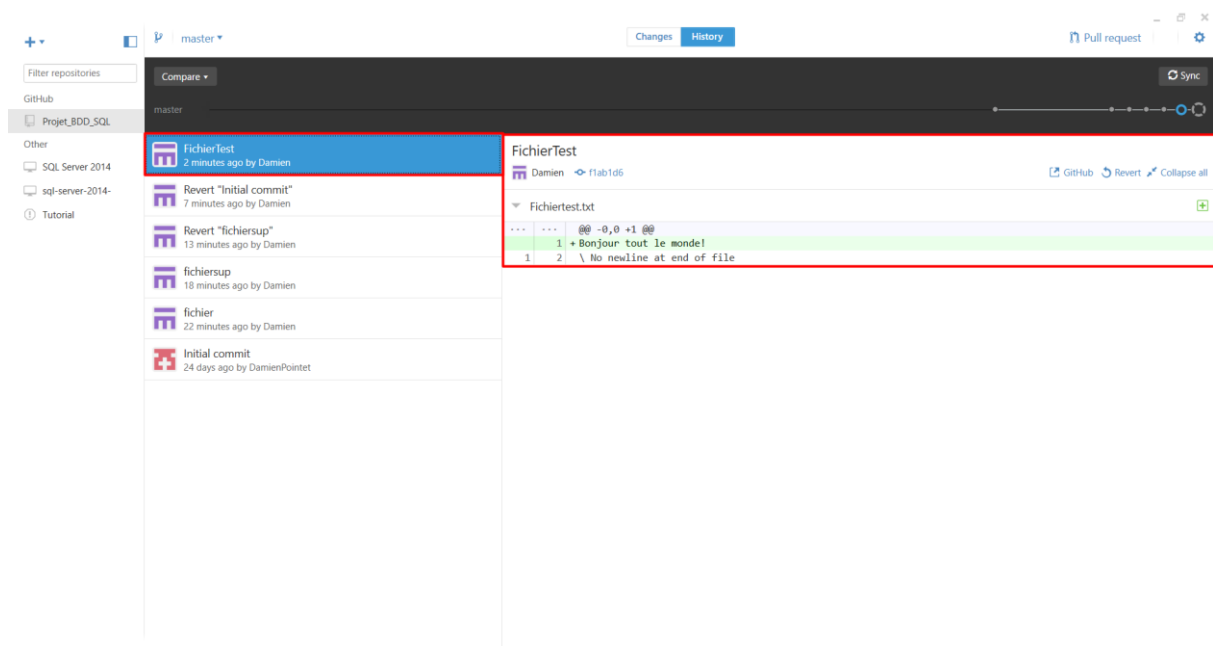 master
Changes
History
Pull request
Filter repositories
GitHub
Projet_BDD_SQL
Other
SQL Server 2014
sql-server-2014-
Tutorial
Compare
Sync
master
FichierTest
2 minutes ago by Damien
Revert "Initial commit"
7 minutes ago by Damien
Revert "fichiersup"
13 minutes ago by Damien
fichiersup
18 minutes ago by Damien
fichier
22 minutes ago by Damien
Initial commit
24 days ago by DamienPointet
FichierTest
Damien f1ab1d6
GitHub Revert Collapse all
Fichiertest.txt
... ... @@ -0,0 +1 @@
1 +Bonjour tout le monde!
1 2 \ No newline at end of file